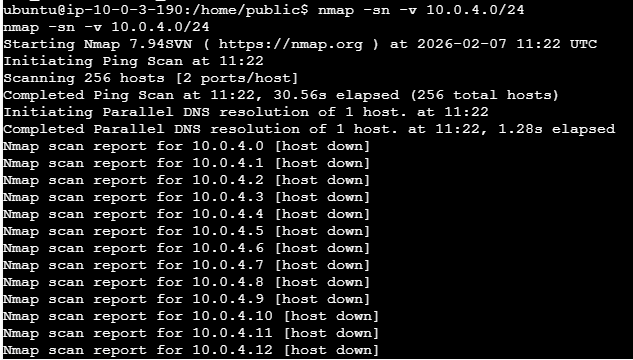 ubuntu@ip-10-0-3-190:/home/public$ nmap -sn -v 10.0.4.0/24
nmap -sn -v 10.0.4.0/24
Starting Nmap 7.94SVN ( https://nmap.org ) at 2026-02-07 11:22 UTC
Initiating Ping Scan at 11:22
Scanning 256 hosts [2 ports/host]
Completed Ping Scan at 11:22, 30.56s elapsed (256 total hosts)
Initiating Parallel DNS resolution of 1 host. at 11:22
Completed Parallel DNS resolution of 1 host. at 11:22, 1.28s elapsed
Nmap scan report for 10.0.4.0 [host down]
Nmap scan report for 10.0.4.1 [host down]
Nmap scan report for 10.0.4.2 [host down]
Nmap scan report for 10.0.4.3 [host down]
Nmap scan report for 10.0.4.4 [host down]
Nmap scan report for 10.0.4.5 [host down]
Nmap scan report for 10.0.4.6 [host down]
Nmap scan report for 10.0.4.7 [host down]
Nmap scan report for 10.0.4.8 [host down]
Nmap scan report for 10.0.4.9 [host down]
Nmap scan report for 10.0.4.10 [host down]
Nmap scan report for 10.0.4.11 [host down]
Nmap scan report for 10.0.4.12 [host down]